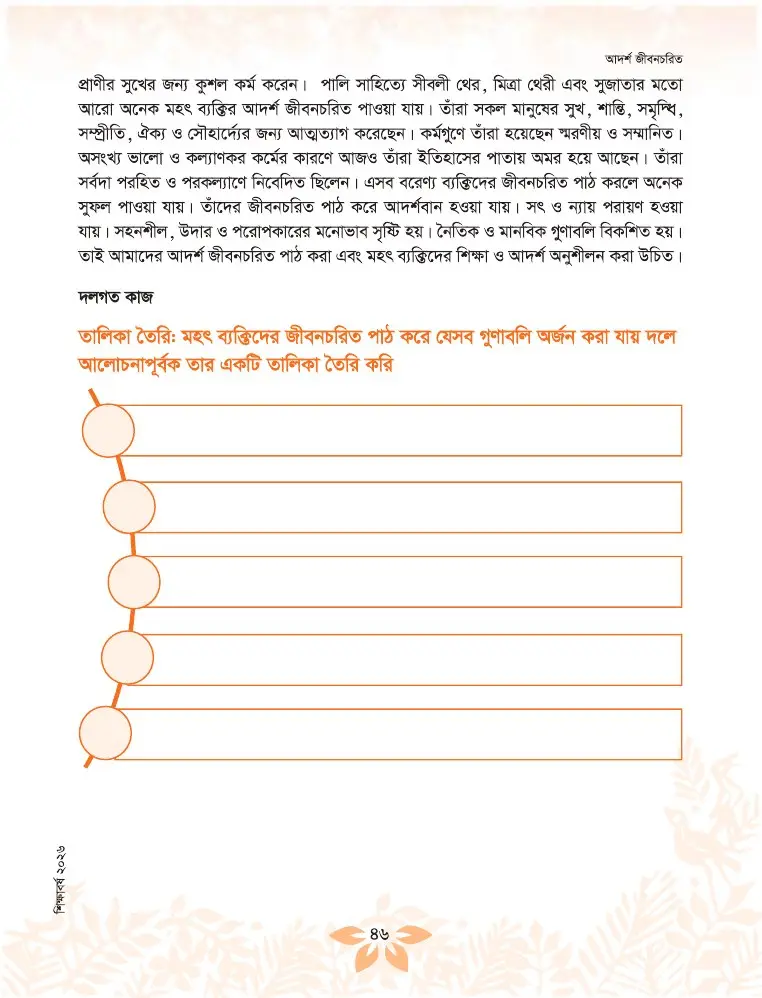 আদর্শ জীবনচরিত
প্রাণীর সুখের জন্য কুশল কর্ম করেন। পালি সাহিত্যে সীবলী থের, মিত্রা থেরী এবং সুজাতার মতো
আরো অনেক মহৎ ব্যক্তির আদর্শ জীবনচরিত পাওয়া যায়। তাঁরা সকল মানুষের সুখ, শান্তি, সমৃদ্ধি,
সম্প্রীতি, ঐক্য ও সৌহার্দ্যের জন্য আত্মত্যাগ করেছেন। কর্মগুণে তাঁরা হয়েছেন স্মরণীয় ও সম্মানিত।
অসংখ্য ভালো ও কল্যাণকর কর্মের কারণে আজও তাঁরা ইতিহাসের পাতায় অমর হয়ে আছেন। তাঁরা
সর্বদা পরহিত ও পরকল্যাণে নিবেদিত ছিলেন। এসব বরেণ্য ব্যক্তিদের জীবনচরিত পাঠ করলে অনেক
সুফল পাওয়া যায়। তাঁদের জীবনচরিত পাঠ করে আদর্শবান হওয়া যায়। সৎ ও ন্যায় পরায়ণ হওয়া
যায়। সহনশীল, উদার ও পরোপকারের মনোভাব সৃষ্টি হয়। নৈতিক ও মানবিক গুণাবলি বিকশিত হয়।
তাই আমাদের আদর্শ জীবনচরিত পাঠ করা এবং মহৎ ব্যক্তিদের শিক্ষা ও আদর্শ অনুশীলন করা উচিত।
দলগত কাজ
তালিকা তৈরি: মহৎ ব্যক্তিদের জীবনচরিত পাঠ করে যেসব গুণাবলি অর্জন করা যায় দলে
আলোচনাপূর্বক তার একটি তালিকা তৈরি করি
শিক্ষাবর্ষ ২০২৬
৪৬